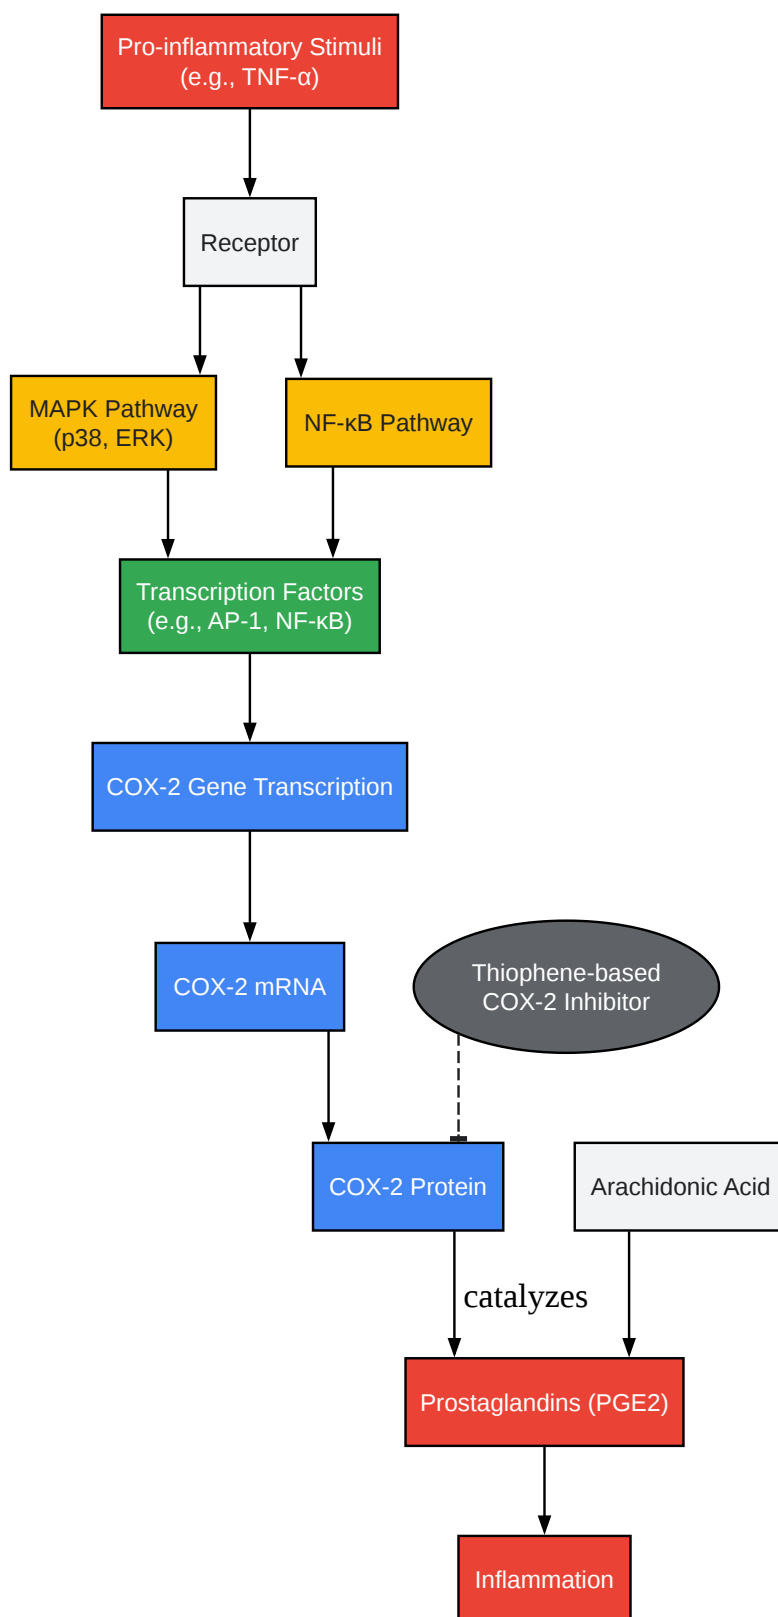 Pro-inflammatory Stimuli
(e.g., TNF-α)
Receptor
MAPK Pathway
(p38, ERK)
NF-κB Pathway
Transcription Factors
(e.g., AP-1, NF-κB)
COX-2 Gene Transcription
COX-2 mRNA
Thiophene-based
COX-2 Inhibitor
COX-2 Protein
Arachidonic Acid
catalyzes
Prostaglandins (PGE2)
Inflammation